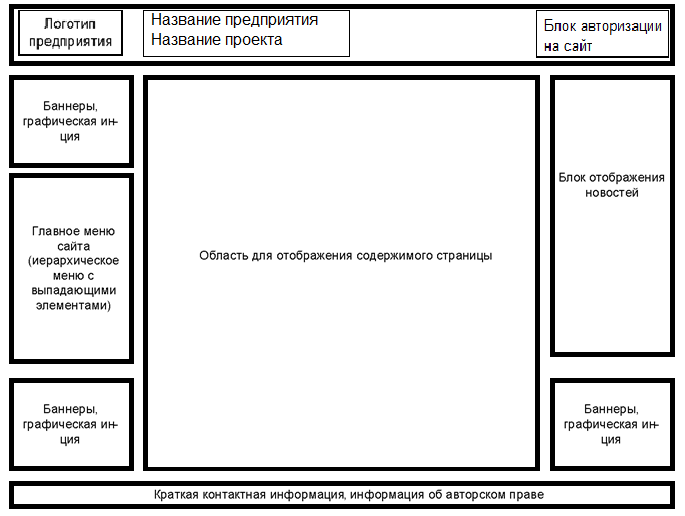 Логотип
предприятия
Название предприятия
Название проекта
Блок авторизации
на сайт
Баннеры,
графическая ин-
ция
Главное меню
сайта
(иерархическое
меню с
выпадающими
элементами)
Баннеры,
графическая ин-
ция
Область для отображения содержимого страницы
Блок отображения
новостей
Баннеры,
графическая ин-
ция
Краткая контактная информация, информация об авторском праве